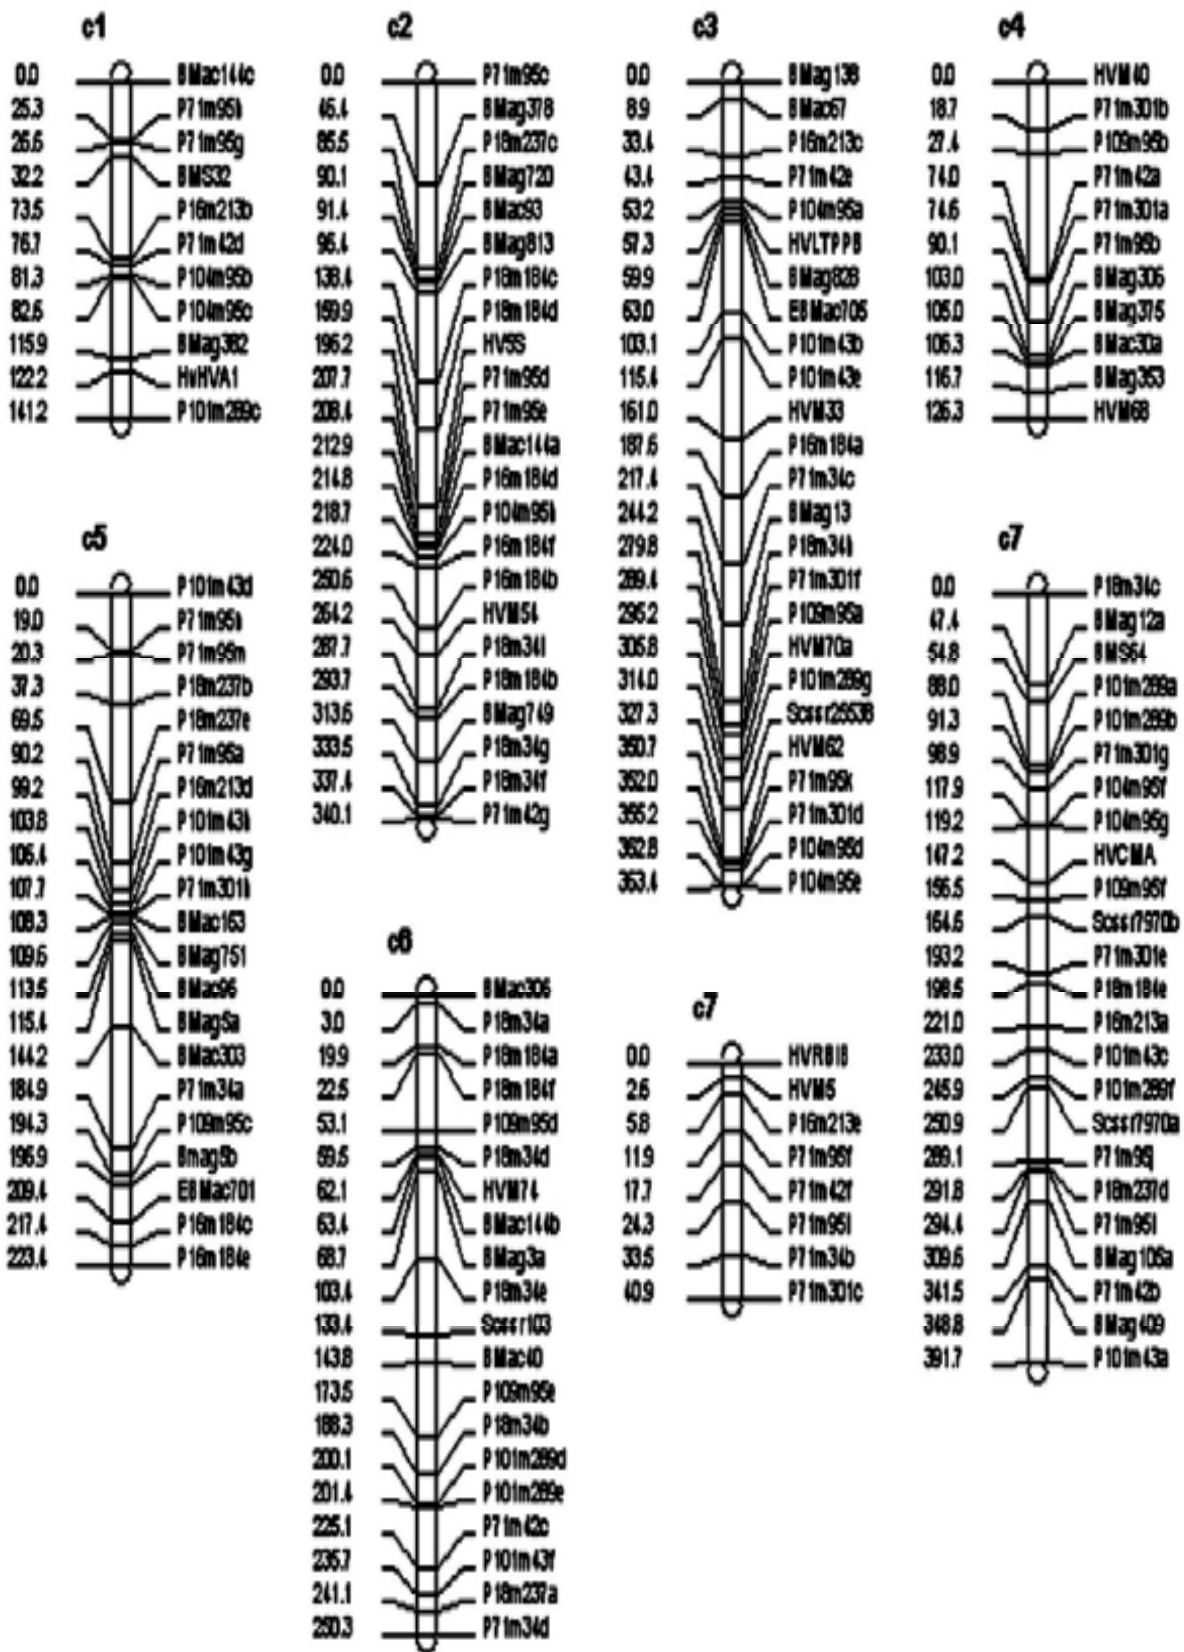 c1
0.0 BMac144c
25.3 P71m95h
26.6 P71m95g
32.2 BMS32
73.5 P16m213b
76.7 P71m42d
81.3 P104m95b
82.6 P104m95c
115.9 BMag382
122.2 HvHVA1
141.2 P101m289c
c2
0.0 P71m95c
46.4 BMag378
85.5 P18m237c
90.1 BMag720
91.4 BMac93
96.4 BMag813
138.4 P18m184c
159.9 P18m184d
196.2 HVSS
207.7 P71m95d
208.4 P71m95e
212.9 BMac144a
214.8 P16m184d
218.7 P104m95h
224.0 P16m184f
250.6 P16m184b
264.2 HVM54
287.7 P18m34i
293.7 P18m184b
313.6 BMag749
333.5 P18m34g
337.4 P18m34f
340.1 P71m42g
c3
0.0 BMag138
8.9 BMac67
33.4 P16m213c
43.4 P71m42e
53.2 P104m95a
57.3 HVLTPPB
59.9 BMag828
63.0 EBMac705
103.1 P101m43b
115.4 P101m43e
161.0 HVM33
187.6 P16m184a
217.4 P71m34c
244.2 BMag13
279.8 P18m34h
289.4 P71m301f
295.2 P109m95a
305.8 HVM70a
314.0 P101m289g
327.3 Scssr25538
350.7 HVM62
352.0 P71m95k
355.2 P71m301d
362.8 P104m95d
363.4 P104m95e
c4
0.0 HVM40
18.7 P71m301b
27.4 P109m95b
74.0 P71m42a
74.6 P71m301a
90.1 P71m95b
103.0 BMag306
105.0 BMag375
106.3 BMac30a
116.7 BMag353
126.3 HVM68
c5
0.0 P101m43d
19.0 P71m95h
20.3 P71m95m
37.3 P18m237b
69.5 P18m237e
90.2 P71m95a
99.2 P16m213d
103.8 P101m43h
106.4 P101m43g
107.7 P71m301h
108.3 BMac163
109.6 BMag751
113.5 BMac96
115.4 BMag5a
144.2 BMac303
184.9 P71m34a
194.3 P109m95c
196.9 Bmag5b
209.4 EBMac701
217.4 P16m184c
223.4 P16m184e
c6
0.0 BMac306
3.0 P18m34a
19.9 P18m184a
22.5 P18m184f
53.1 P109m95d
59.5 P18m34d
62.1 HVM74
63.4 BMac144b
68.7 BMag3a
103.4 P18m34e
133.4 Scssr103
143.8 BMac40
173.5 P109m95e
188.3 P18m34b
200.1 P101m289d
201.4 P101m289e
225.1 P71m42c
235.7 P101m43f
241.1 P18m237a
250.3 P71m34d
c7
0.0 HVRBIS
2.6 HVM5
5.8 P16m213e
11.9 P71m95f
17.7 P71m42f
24.3 P71m95i
33.5 P71m34b
40.9 P71m301c
c7
0.0 P18m34c
47.4 BMag12a
54.8 BMS64
88.0 P101m289a
91.3 P101m289b
98.9 P71m301g
117.9 P104m95f
119.2 P104m95g
147.2 HVCMA
156.5 P109m95f
164.6 Scssr7970b
193.2 P71m301e
198.5 P18m184e
221.0 P16m213a
233.0 P101m43c
245.9 P101m289f
250.9 Scssr7970a
289.1 P71m95j
291.8 P18m237d
294.4 P71m95l
309.6 BMag105a
341.5 P71m42b
348.8 BMag409
391.7 P101m43a